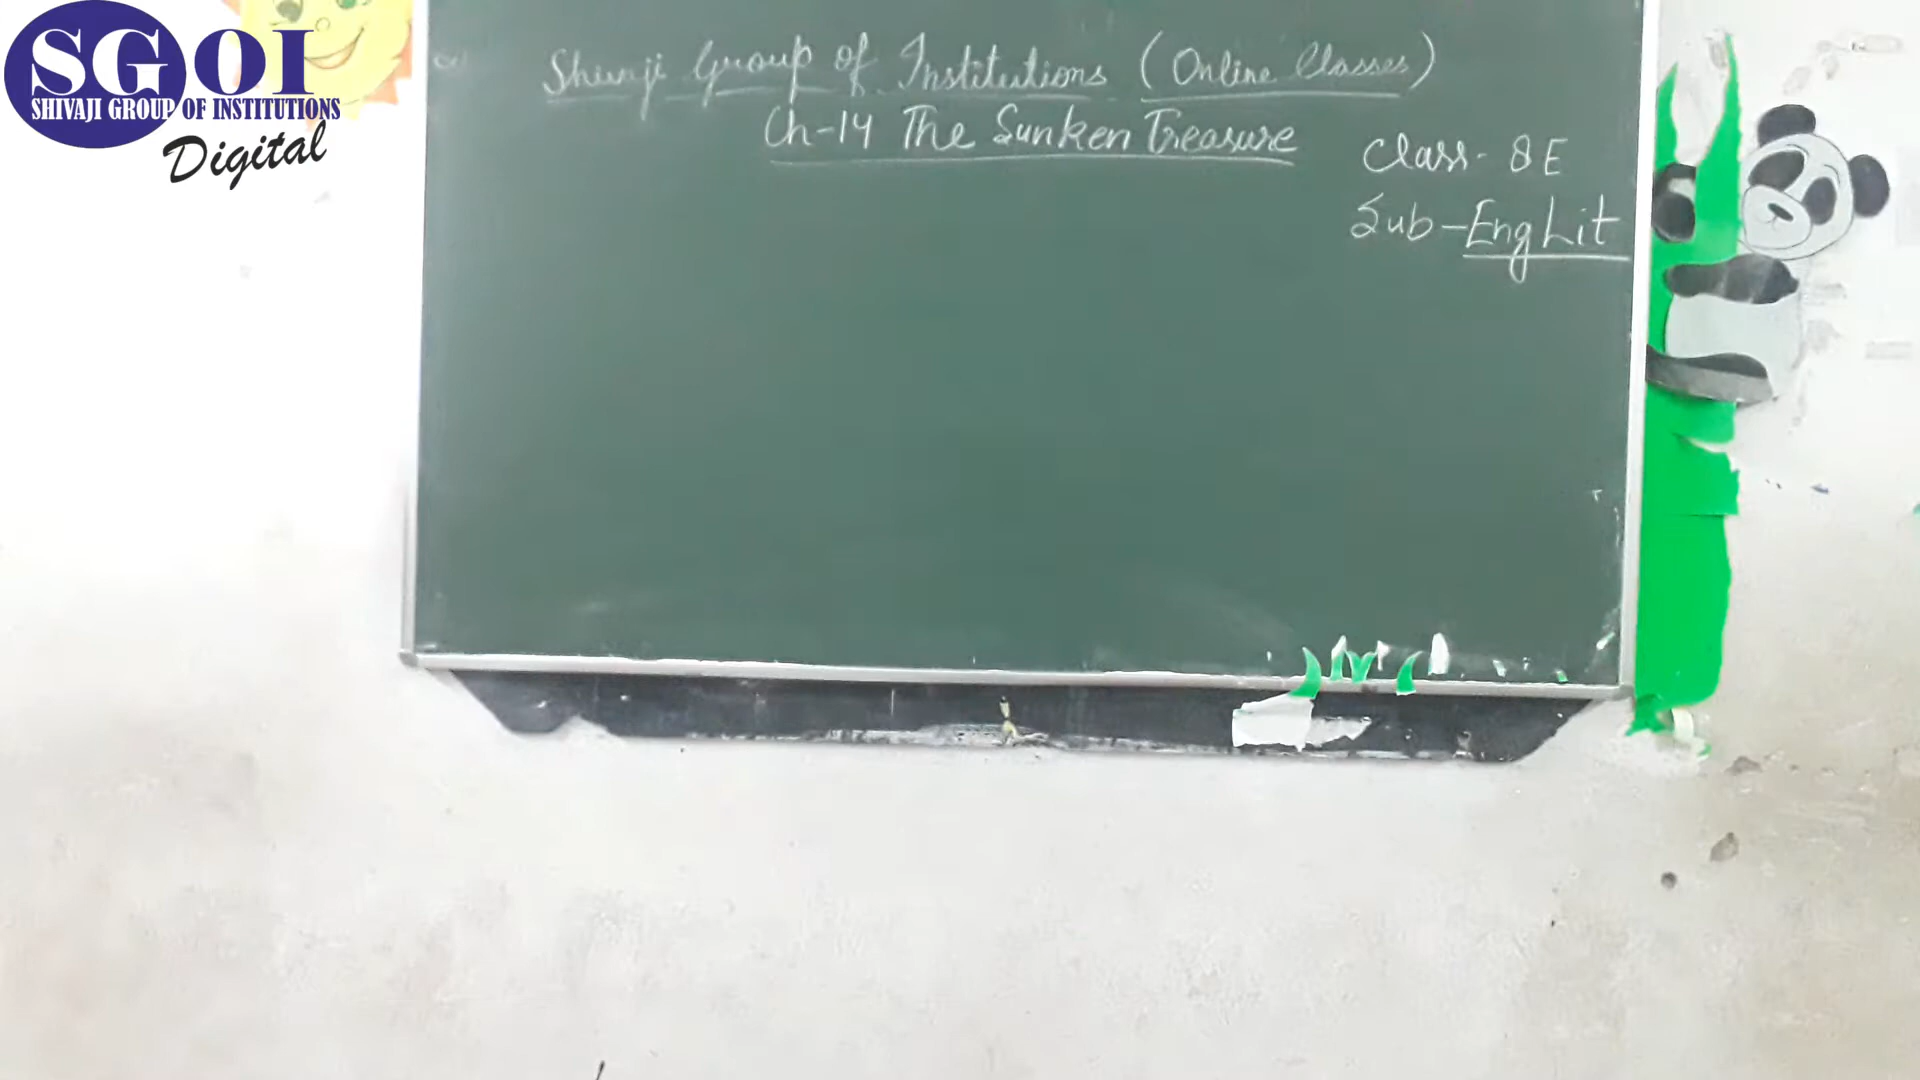 SGOI
SHIVAJI GROUP OF INSTITUTIONS
Digital
Shivaji Group of Institutions (Online Classes)
Ch-14 The Sunken Treasure
Class- 8E
Sub-Eng Lit